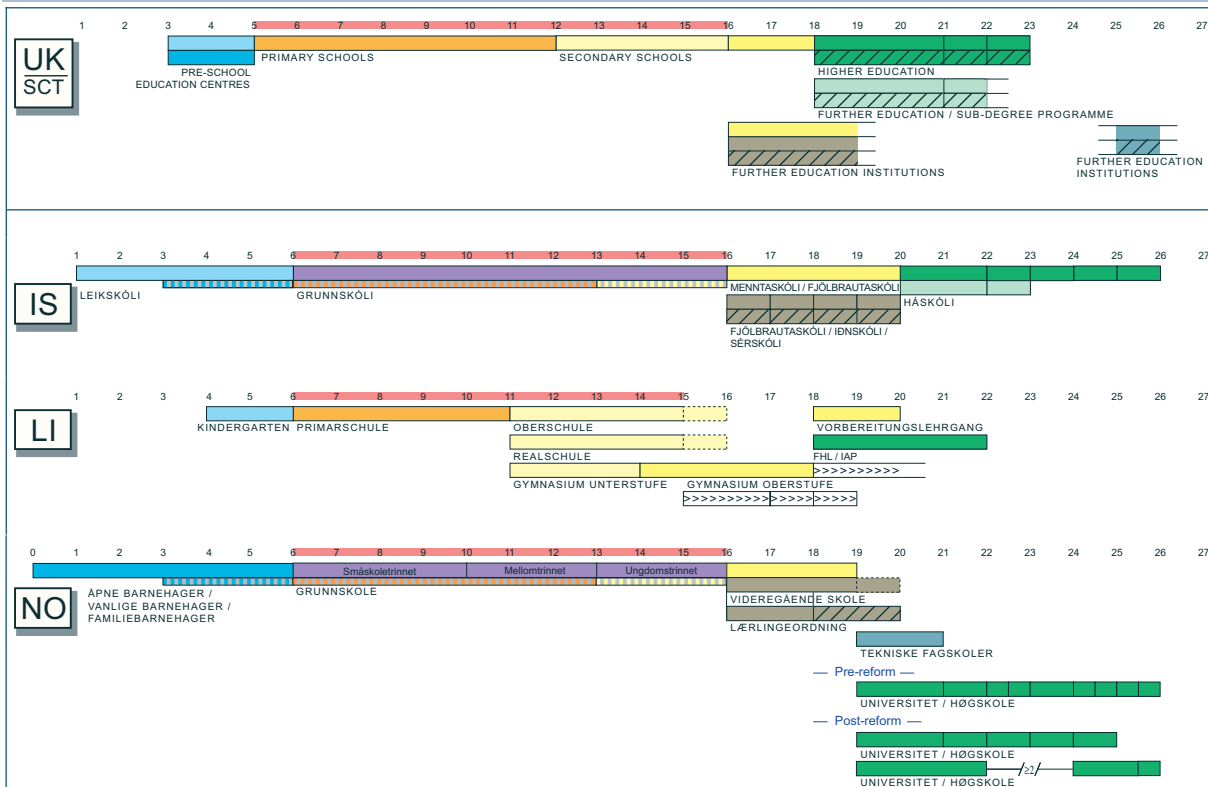 1 2 3 4 5 6 7 8 9 10 11 12 13 14 15 16 17 18 19 20 21 22 23 24 25 26 27
UK
SCT
PRE-SCHOOL
EDUCATION CENTRES
PRIMARY SCHOOLS
SECONDARY SCHOOLS
HIGHER EDUCATION
FURTHER EDUCATION / SUB-DEGREE PROGRAMME
FURTHER EDUCATION INSTITUTIONS
FURTHER EDUCATION
INSTITUTIONS
1 2 3 4 5 6 7 8 9 10 11 12 13 14 15 16 17 18 19 20 21 22 23 24 25 26 27
IS
LEIKSKÓLI
GRUNNSKÓLI
MENNTASKÓLI / FJÖLBRAUTASKÓLI
HÁSKÓLI
FJÖLBRAUTASKÓLI / IÐNSKÓLI /
SÉRSKÓLI
1 2 3 4 5 6 7 8 9 10 11 12 13 14 15 16 17 18 19 20 21 22 23 24 25 26 27
LI
KINDERGARTEN
PRIMARSCHULE
OBERSCHULE
VORBEREITUNGSLEHRGANG
REALSCHULE
FHL / IAP
>>>>>>>>>>
GYMNASIUM UNTERSTUFE
GYMNASIUM OBERSTUFE
>>>>>>>>>>>>>>>>>>>>
0 1 2 3 4 5 6 7 8 9 10 11 12 13 14 15 16 17 18 19 20 21 22 23 24 25 26 27
NO
Småskoletrinnet
Mellomtrinnet
Ungdomstrinnet
ÅPNE BARNEHAGER /
VANLIGE BARNEHAGER /
FAMILIEBARNEHAGER
GRUNNSKOLE
VIDEREGÅENDE SKOLE
LÆRLINGEORDNING
TEKNISKE FAGSKOLER
— Pre-reform —
UNIVERSITET / HØGSKOLE
— Post-reform —
UNIVERSITET / HØGSKOLE
≥2
UNIVERSITET / HØGSKOLE